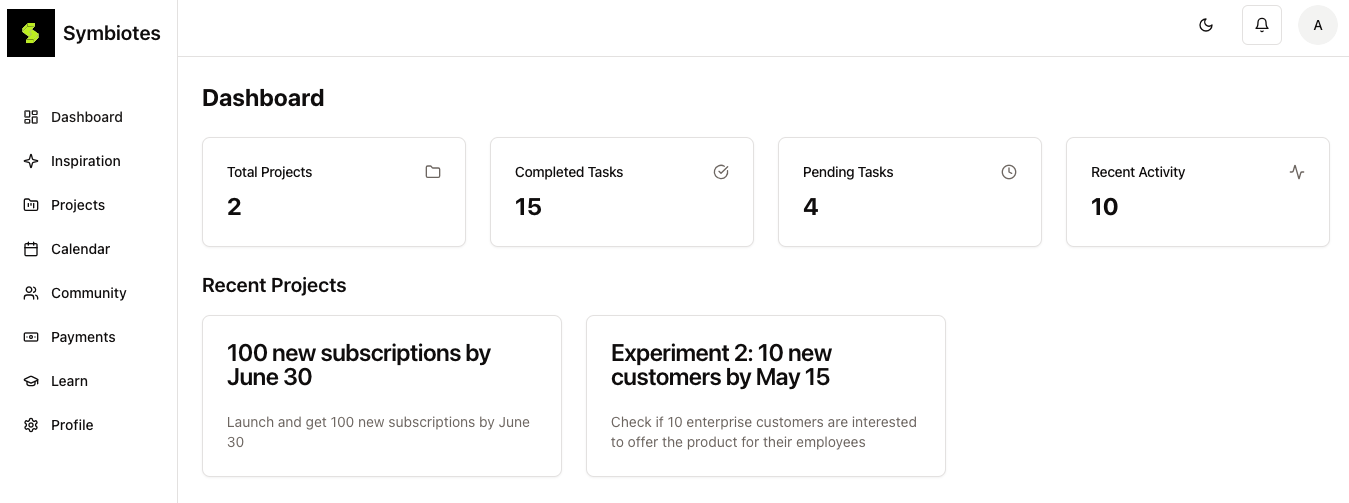 Symbiotes
A
Dashboard
Inspiration
Projects
Calendar
Community
Payments
Learn
Profile
Dashboard
Total Projects
2
Completed Tasks
15
Pending Tasks
4
Recent Activity
10
Recent Projects
100 new subscriptions by
June 30
Launch and get 100 new subscriptions by June
30
Experiment 2: 10 new
customers by May 15
Check if 10 enterprise customers are interested
to offer the product for their employees